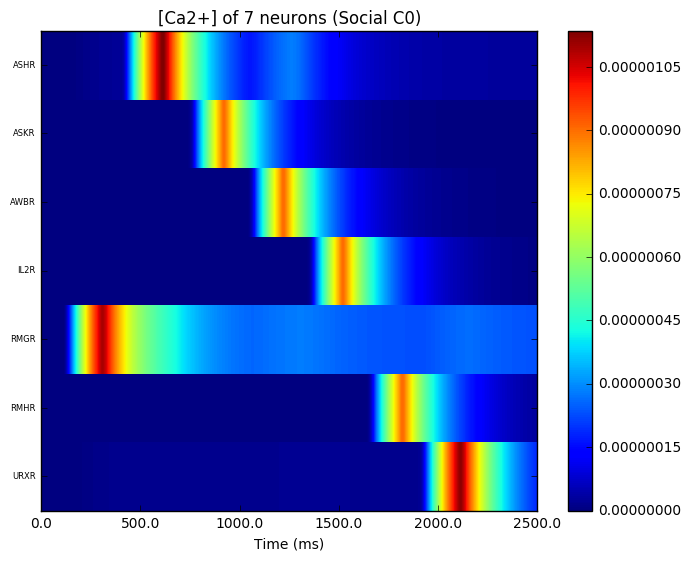 [Ca2+] of 7 neurons (Social C0)
ASHR
ASKR
AWBR
IL2R
RMGR
RMHR
URXR
0.0 500.0 1000.0 1500.0 2000.0 2500.0
Time (ms)
0.00000105
0.00000090
0.00000075
0.00000060
0.00000045
0.00000030
0.00000015
0.00000000